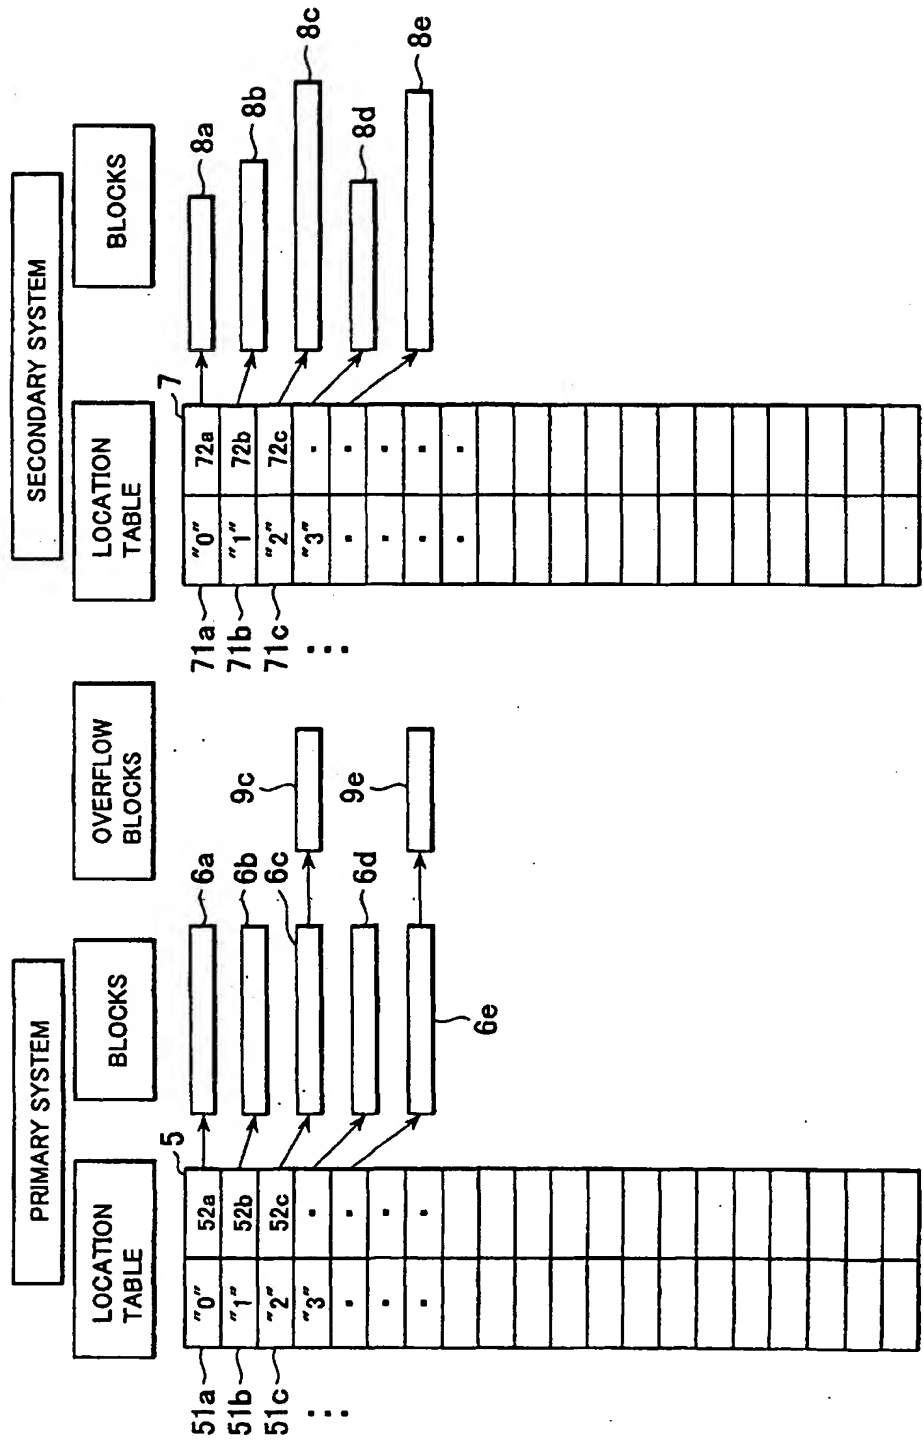 PRIMARY SYSTEM
LOCATION
TABLE
BLOCKS
OVERFLOW
BLOCKS
5
51a
"0"
52a
6a
51b
"1"
52b
6b
51c
"2"
52c
6c
9c
"3"
6d
6e
9e
SECONDARY SYSTEM
LOCATION
TABLE
BLOCKS
7
71a
"0"
72a
8a
71b
"1"
72b
8b
71c
"2"
72c
8c
"3"
8d
8e